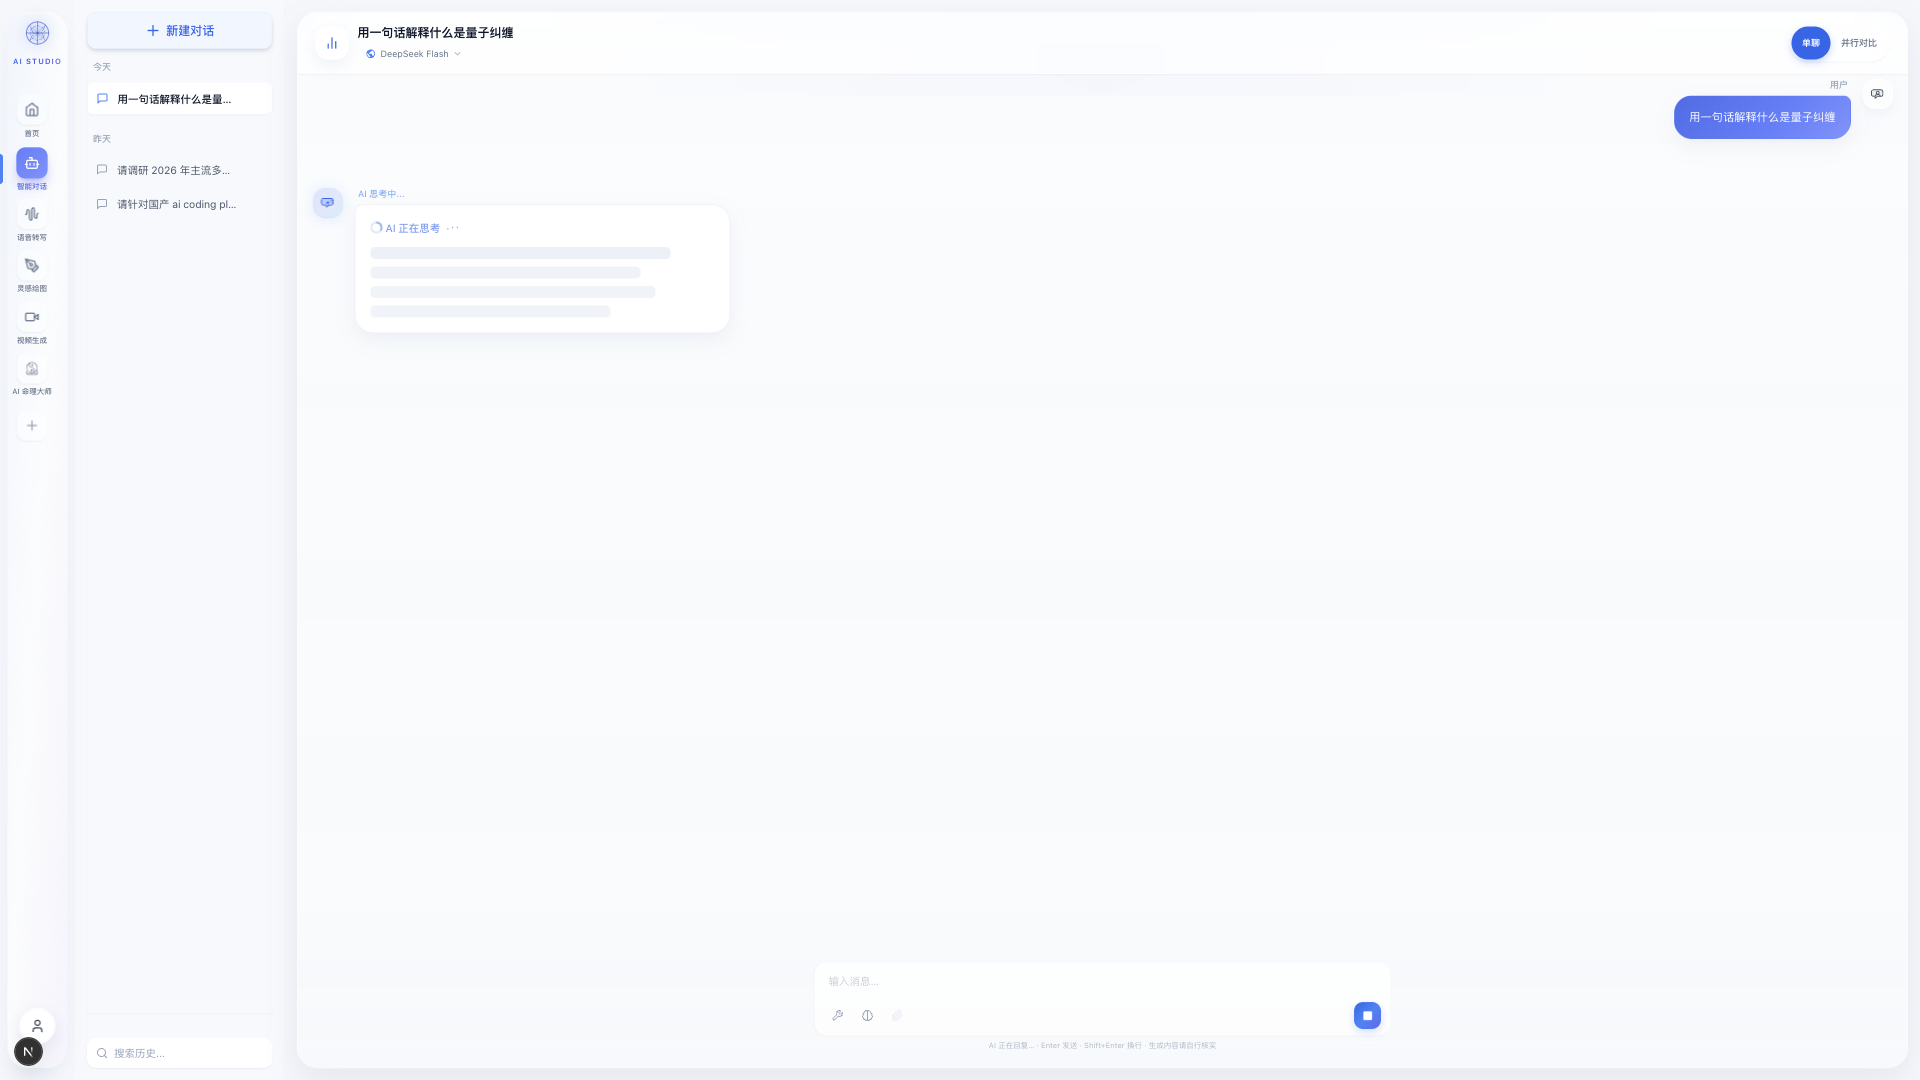 AI STUDIO
首页
智能对话
语音转写
灵感绘图
视频生成
AI 命理大师
N
新建对话
今天
用一句话解释什么是量...
昨天
请调研 2026 年主流多...
请针对国产 ai coding pl...
搜索历史...
用一句话解释什么是量子纠缠
DeepSeek Flash
单聊
并行对比
用户
用一句话解释什么是量子纠缠
AI 思考中...
AI 正在思考 ···
输入消息...
AI 正在回复... · Enter 发送 · Shift+Enter 换行 · 生成内容请自行核实